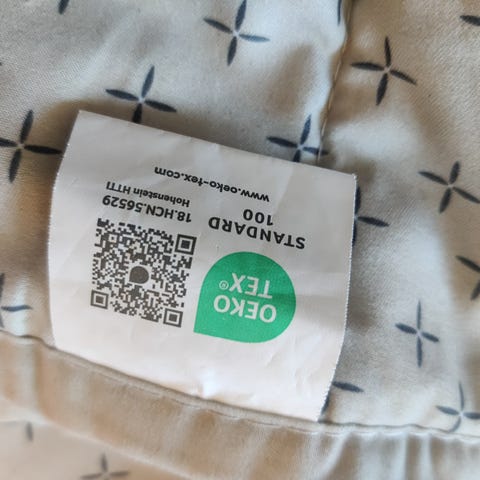 OEKO
TEX®
STANDARD
100
18.HCN.56529
Hohenstein HTTI
www.oeko-tex.com